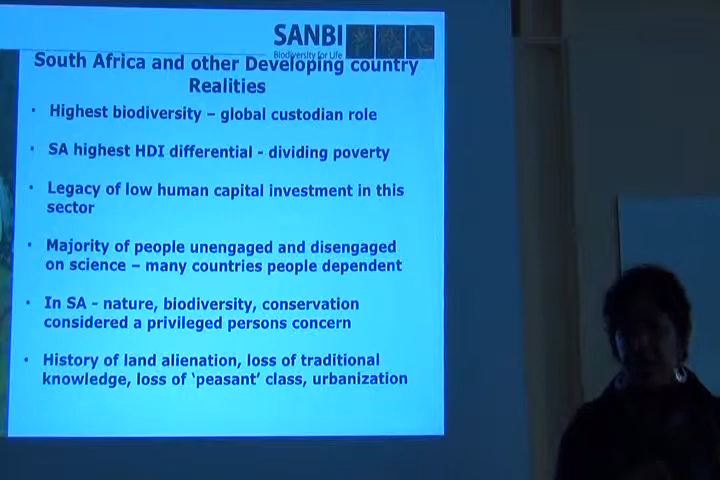 SANBI
Biodiversity for Life
South Africa and other Developing country
Realities
• Highest biodiversity – global custodian role
• SA highest HDI differential - dividing poverty
• Legacy of low human capital investment in this
sector
• Majority of people unengaged and disengaged
on science – many countries people dependent
• In SA - nature, biodiversity, conservation
considered a privileged persons concern
• History of land alienation, loss of traditional
knowledge, loss of ‘peasant’ class, urbanization